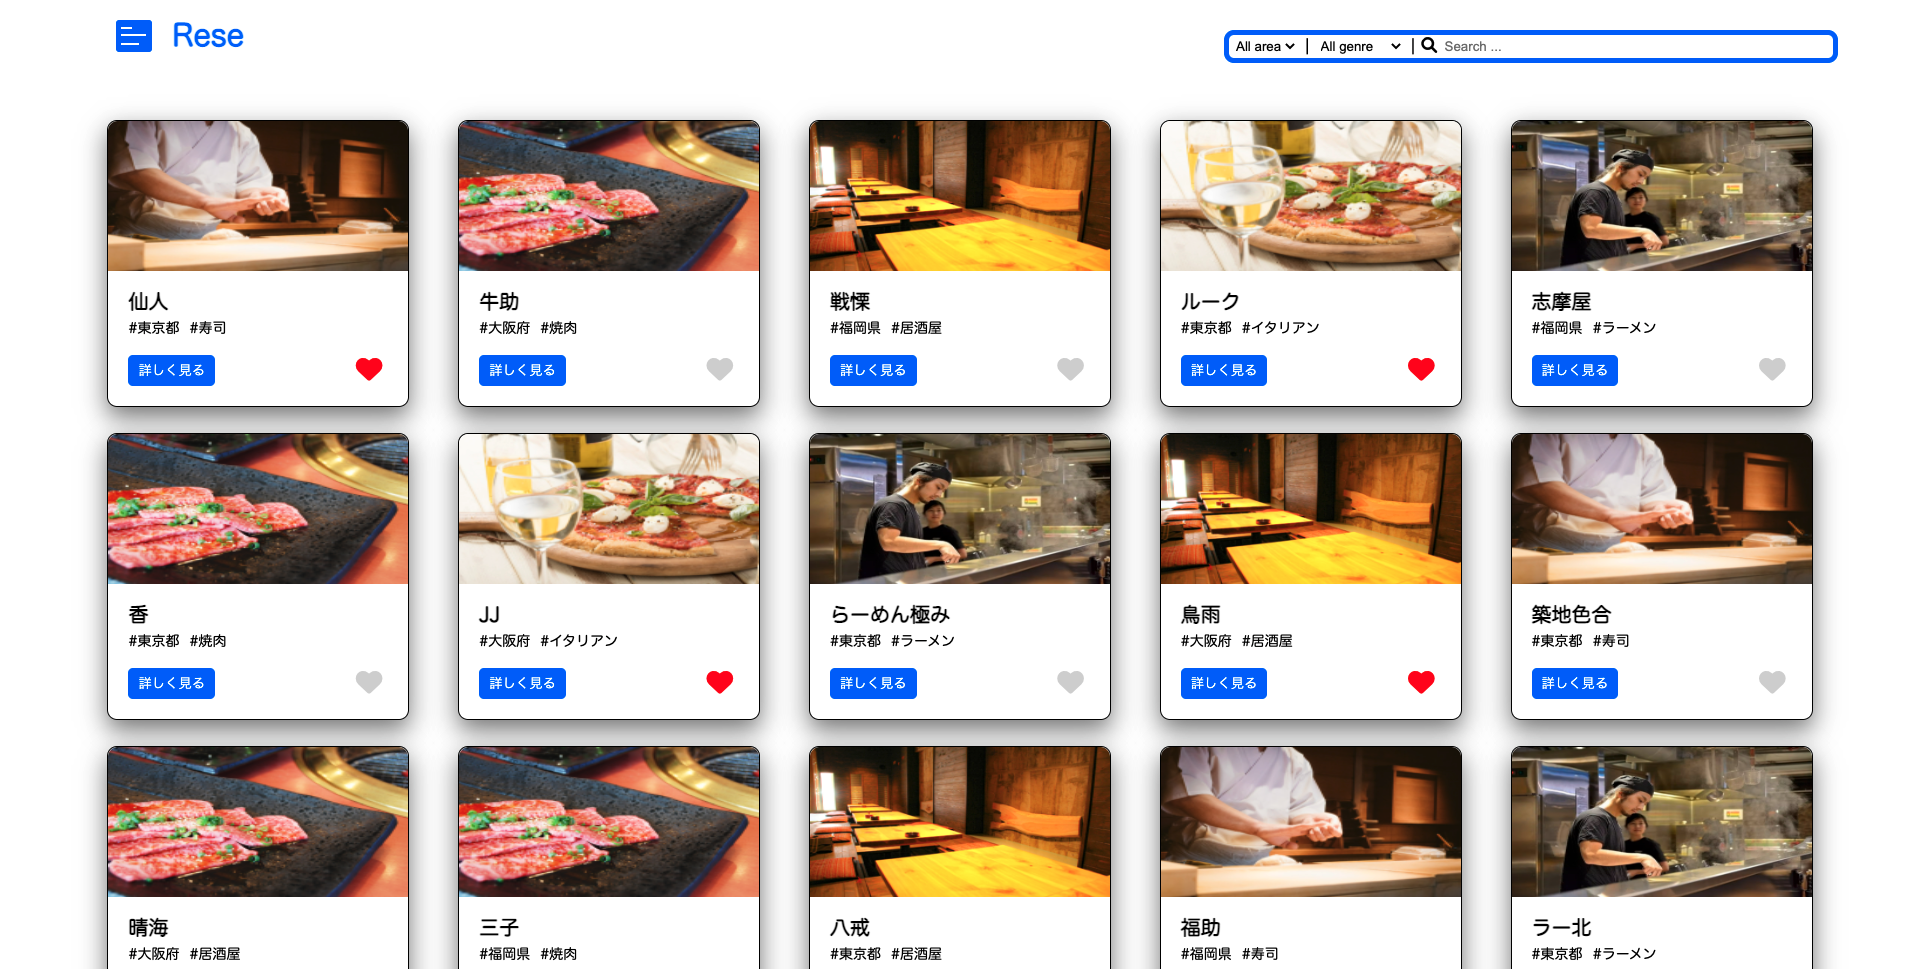 Rese
All area | All genre | Search ...
仙人
#東京都 #寿司
詳しく見る
牛助
#大阪府 #焼肉
詳しく見る
戦慄
#福岡県 #居酒屋
詳しく見る
ルーク
#東京都 #イタリアン
詳しく見る
志摩屋
#福岡県 #ラーメン
詳しく見る
香
#東京都 #焼肉
詳しく見る
JJ
#大阪府 #イタリアン
詳しく見る
らーめん極み
#東京都 #ラーメン
詳しく見る
鳥雨
#大阪府 #居酒屋
詳しく見る
築地色合
#東京都 #寿司
詳しく見る
晴海
#大阪府 #居酒屋
三子
#福岡県 #焼肉
八戒
#東京都 #居酒屋
福助
#福岡県 #寿司
ラー北
#東京都 #ラーメン